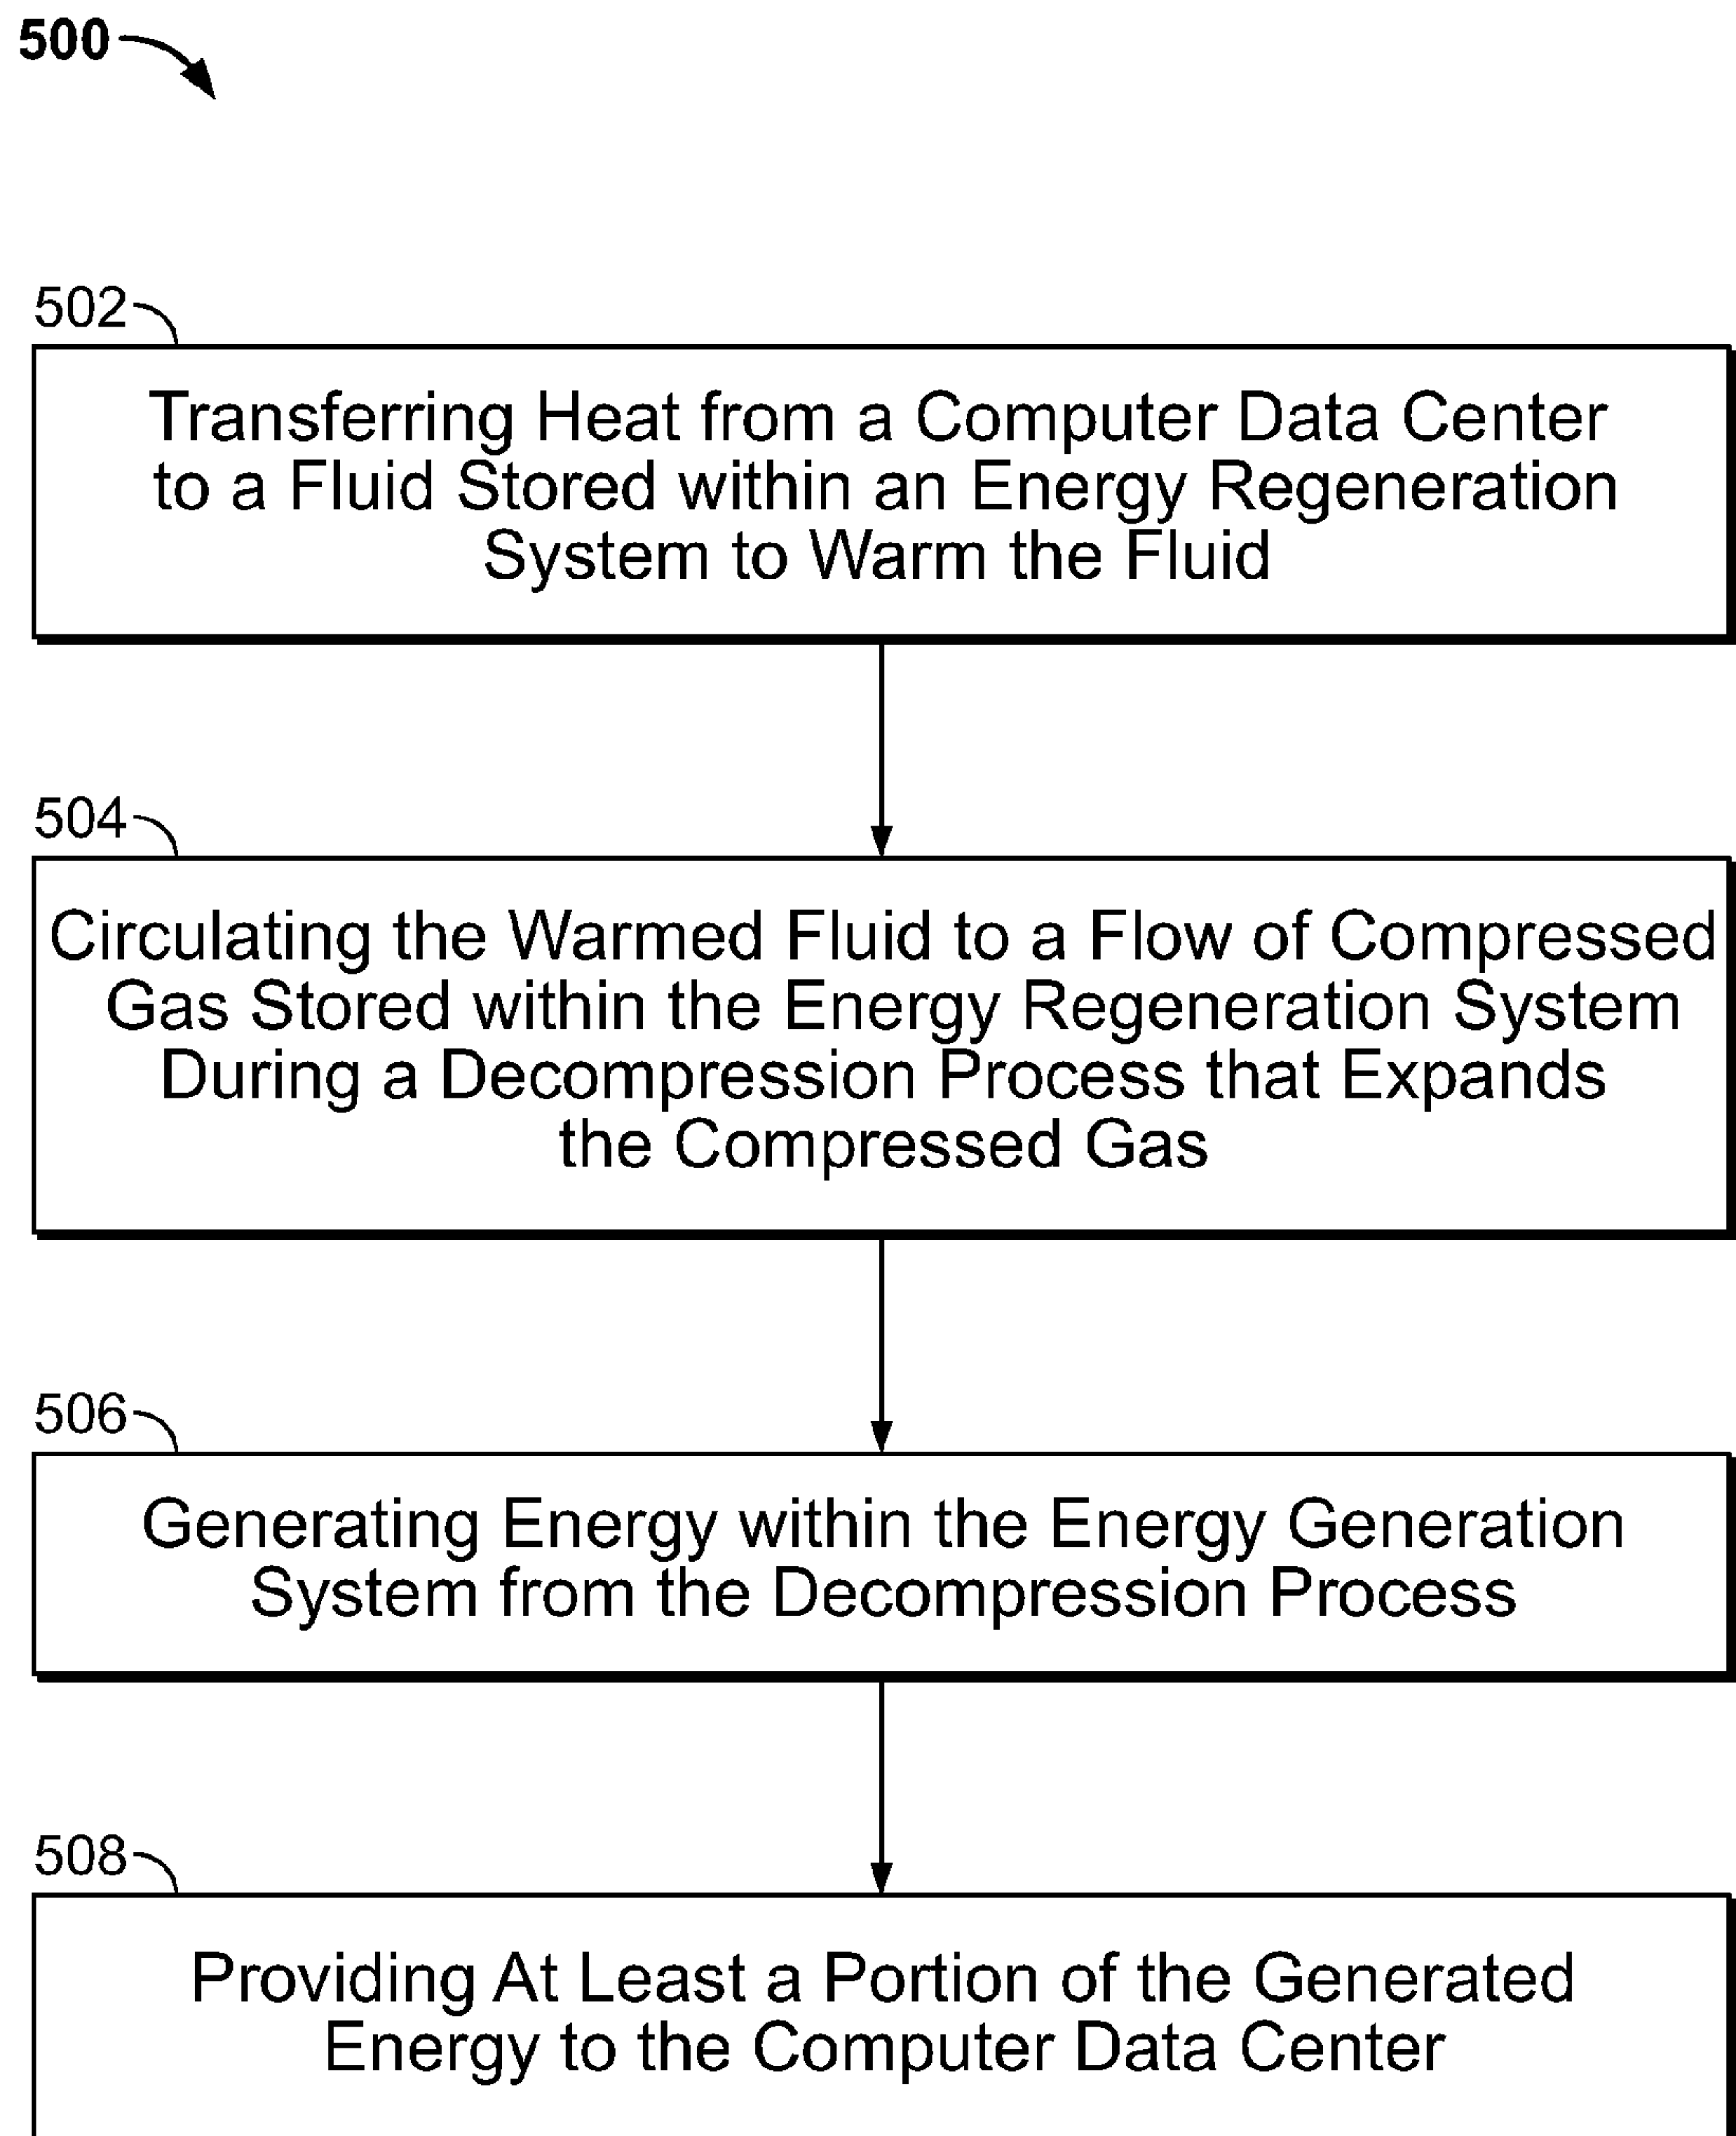 500
502
Transferring Heat from a Computer Data Center
to a Fluid Stored within an Energy Regeneration
System to Warm the Fluid
504
Circulating the Warmed Fluid to a Flow of Compressed
Gas Stored within the Energy Regeneration System
During a Decompression Process that Expands
the Compressed Gas
506
Generating Energy within the Energy Generation
System from the Decompression Process
508
Providing At Least a Portion of the Generated
Energy to the Computer Data Center